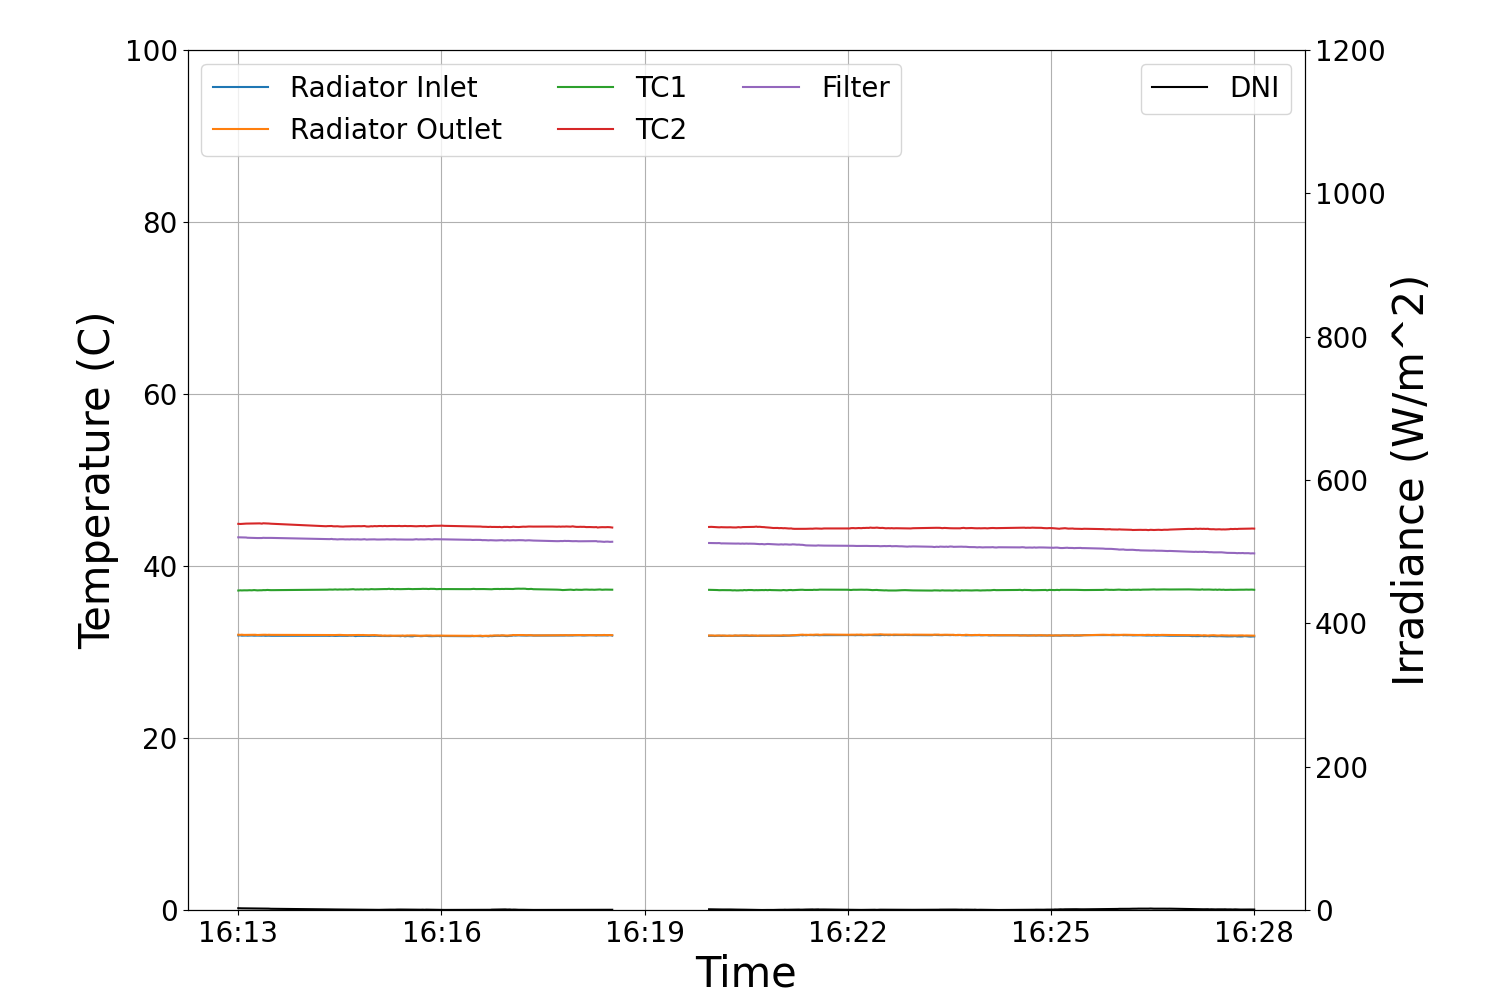 100
80
60
40
20
0
Temperature (C)
Radiator Inlet
Radiator Outlet
TC1
TC2
Filter
DNI
1200
1000
800
600
400
200
0
Irradiance (W/m^2)
16:13 16:16 16:19 16:22 16:25 16:28
Time